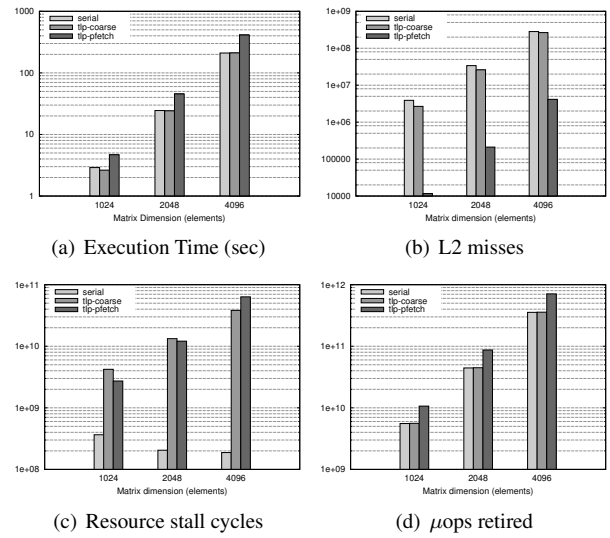 1000
100
10
1
serial
tlp-coarse
tlp-pfetch
1024 2048 4096
Matrix Dimension (elements)
(a) Execution Time (sec)
1e+09
1e+08
1e+07
1e+06
100000
10000
serial
tlp-coarse
tlp-pfetch
1024 2048 4096
Matrix dimension (elements)
(b) L2 misses
1e+11
1e+10
1e+09
1e+08
serial
tlp-coarse
tlp-pfetch
1024 2048 4096
Matrix dimension (elements)
(c) Resource stall cycles
1e+12
1e+11
1e+10
1e+09
serial
tlp-coarse
tlp-pfetch
1024 2048 4096
Matrix dimension (elements)
(d) μops retired